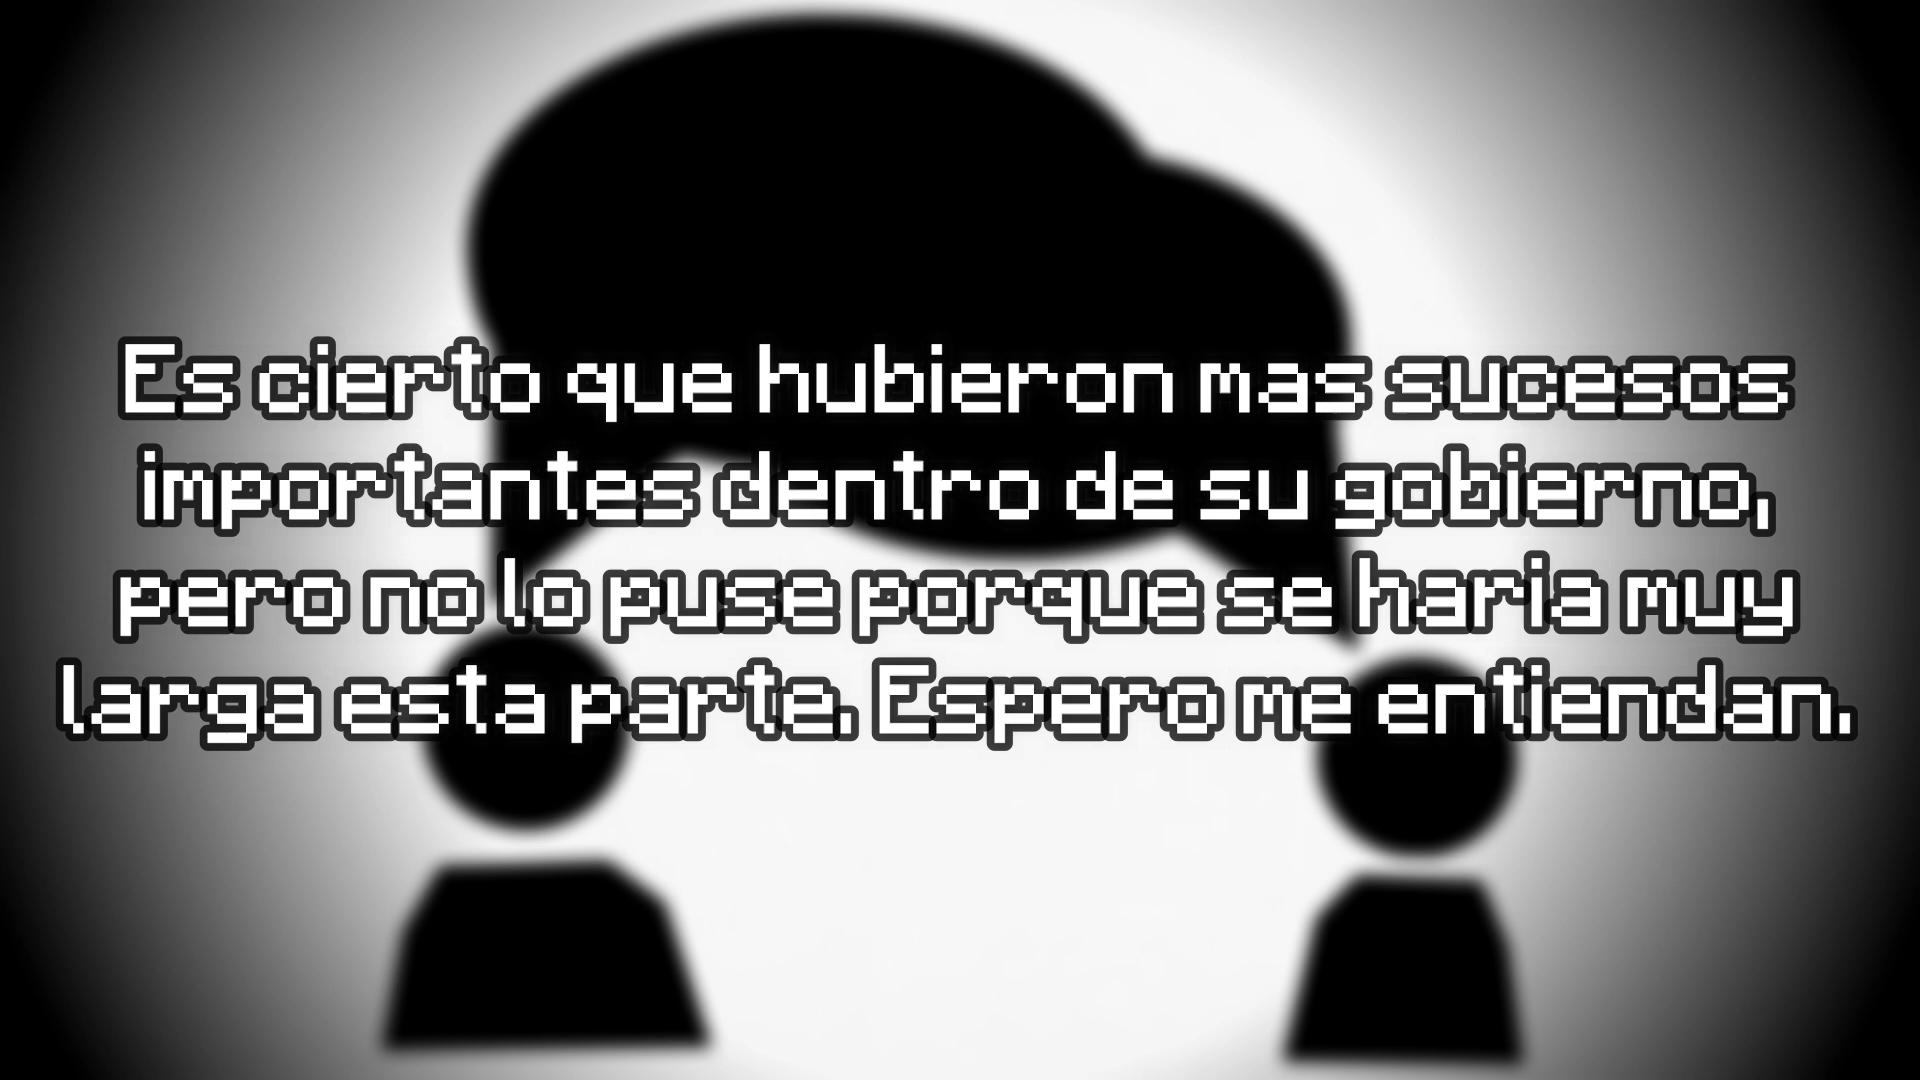 Es cierto que hubieron mas sucesos
importantes dentro de su gobierno,
pero no lo puse porque se haria muy
larga esta parte. Espero me entiendan.